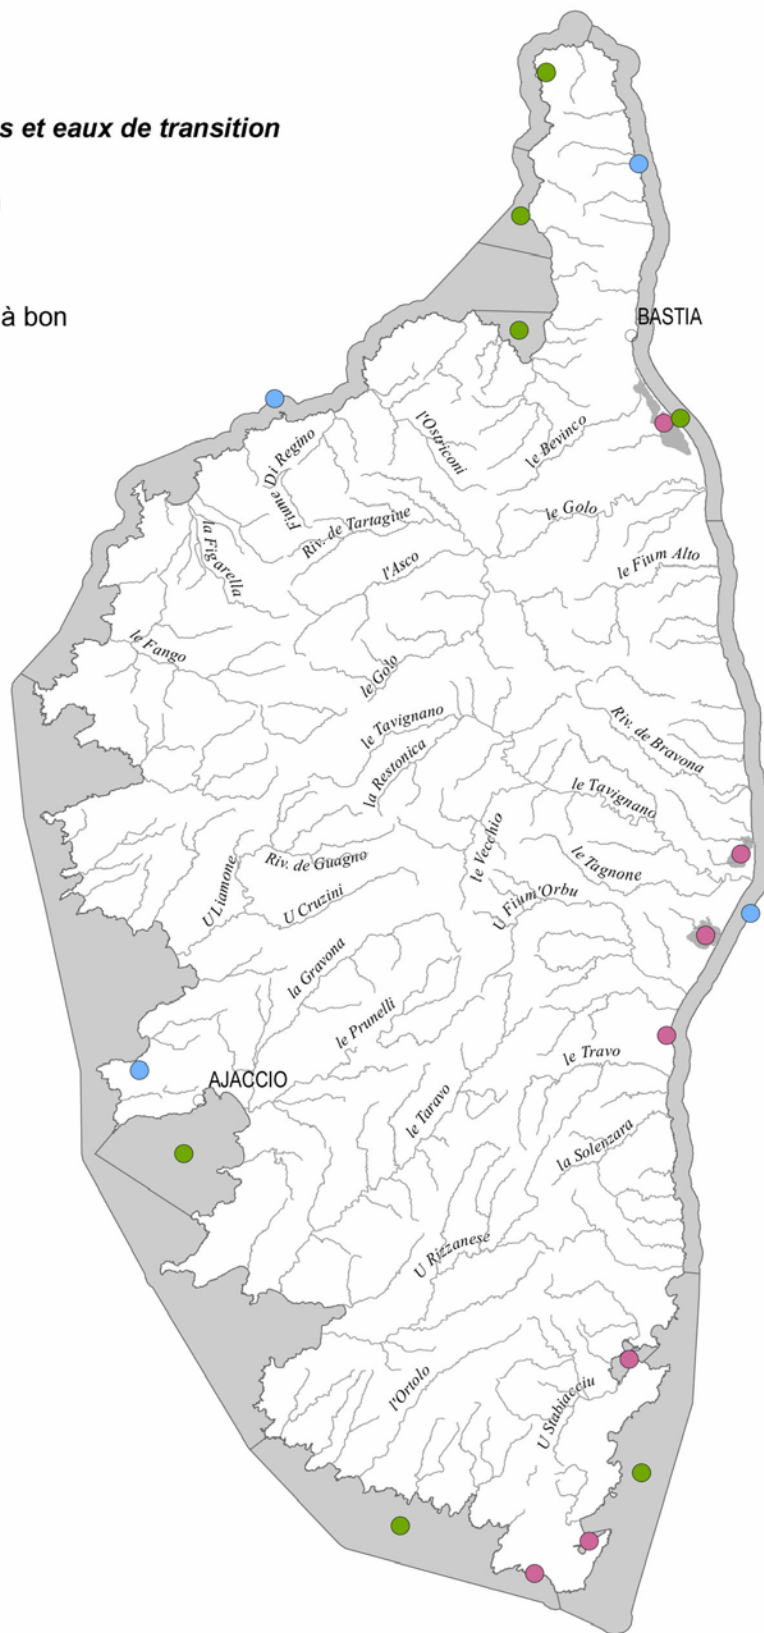 s et eaux de transition
à bon
BASTIA
l'Ostriconi
le Bevinco
Fiume Di Regino
le Golo
Riv. de Tartagine
la Figarella
l'Asco
le Fium Alto
le Fango
le Golo
le Tavignano
Riv. de Bravona
la Restonica
le Tavignano
le Vecchio
le Tagnone
Riv. de Guagno
U Liamone
U Cruzini
U Fium'Orbu
la Gravona
le Prunelli
le Travo
AJACCIO
le Taravo
la Solenzara
U Rizzanese
l'Ortolo
U Stabiacciu